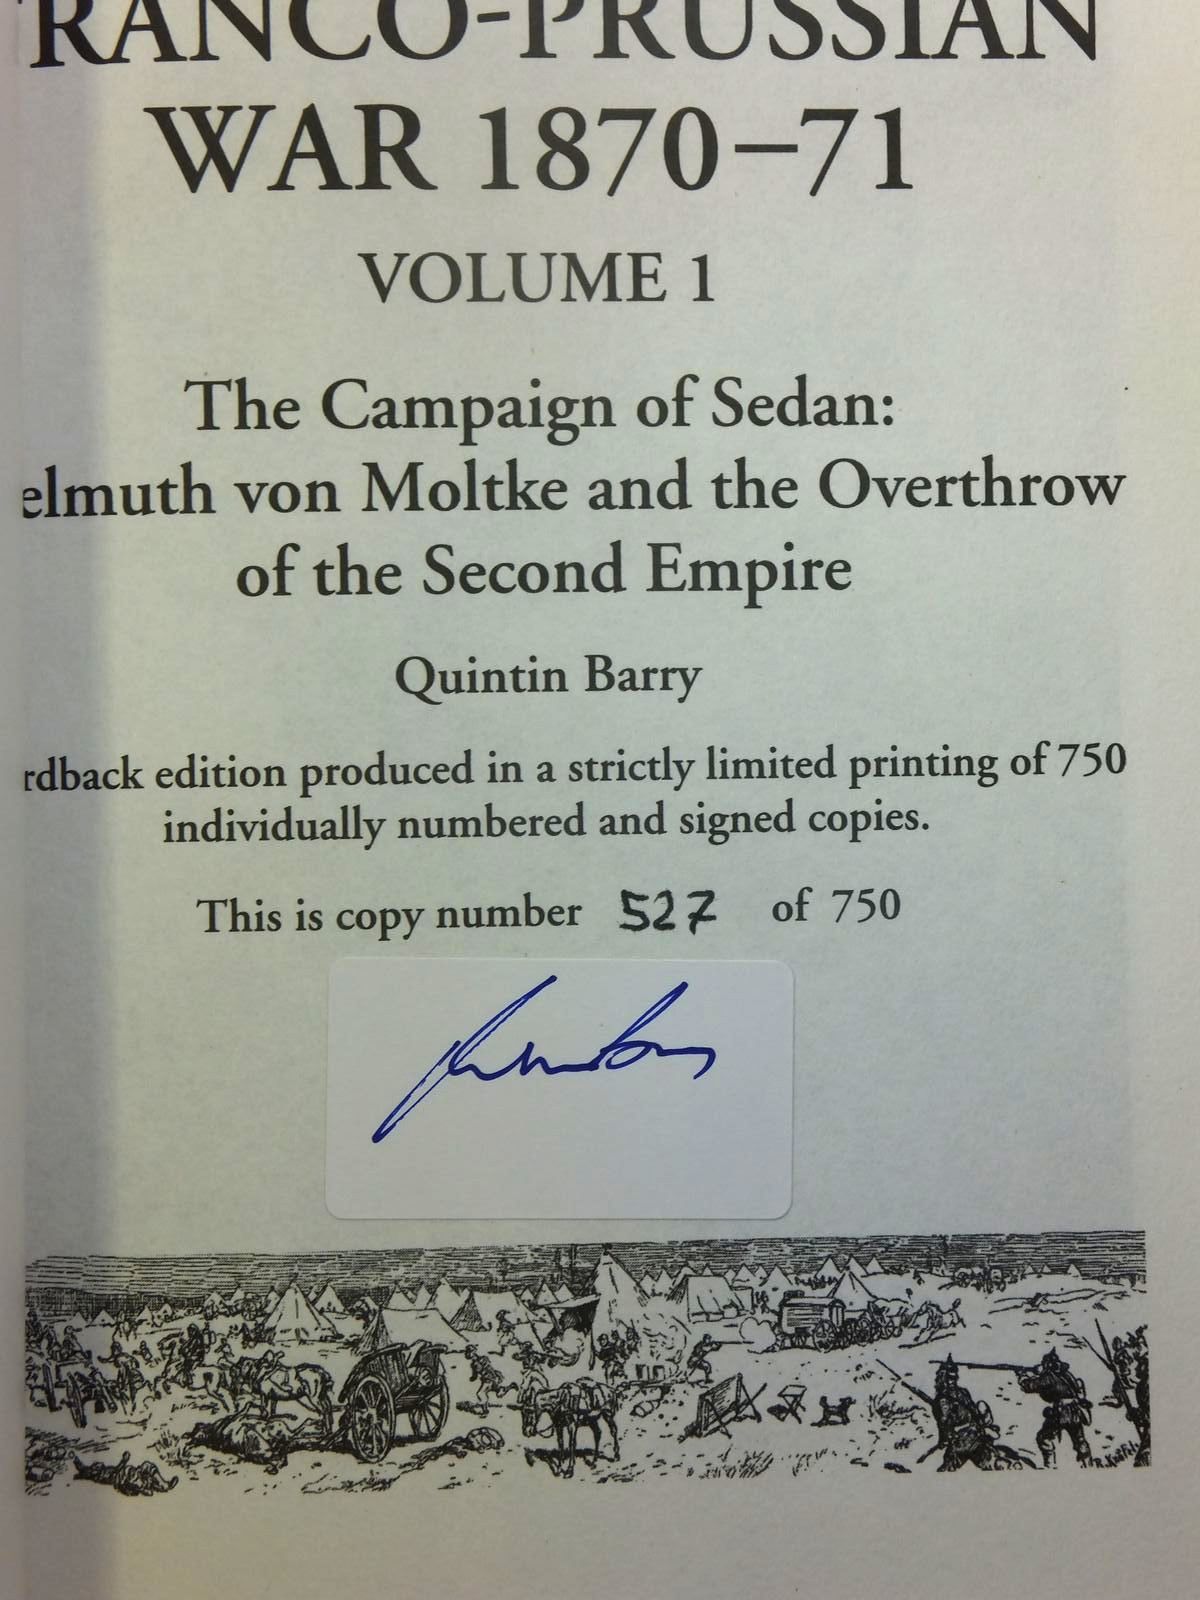 RANCO-PRUSSIAN
WAR 1870–71
VOLUME 1
The Campaign of Sedan:
elmuth von Moltke and the Overthrow
of the Second Empire
Quintin Barry
rdback edition produced in a strictly limited printing of 750
individually numbered and signed copies.
This is copy number 527 of 750